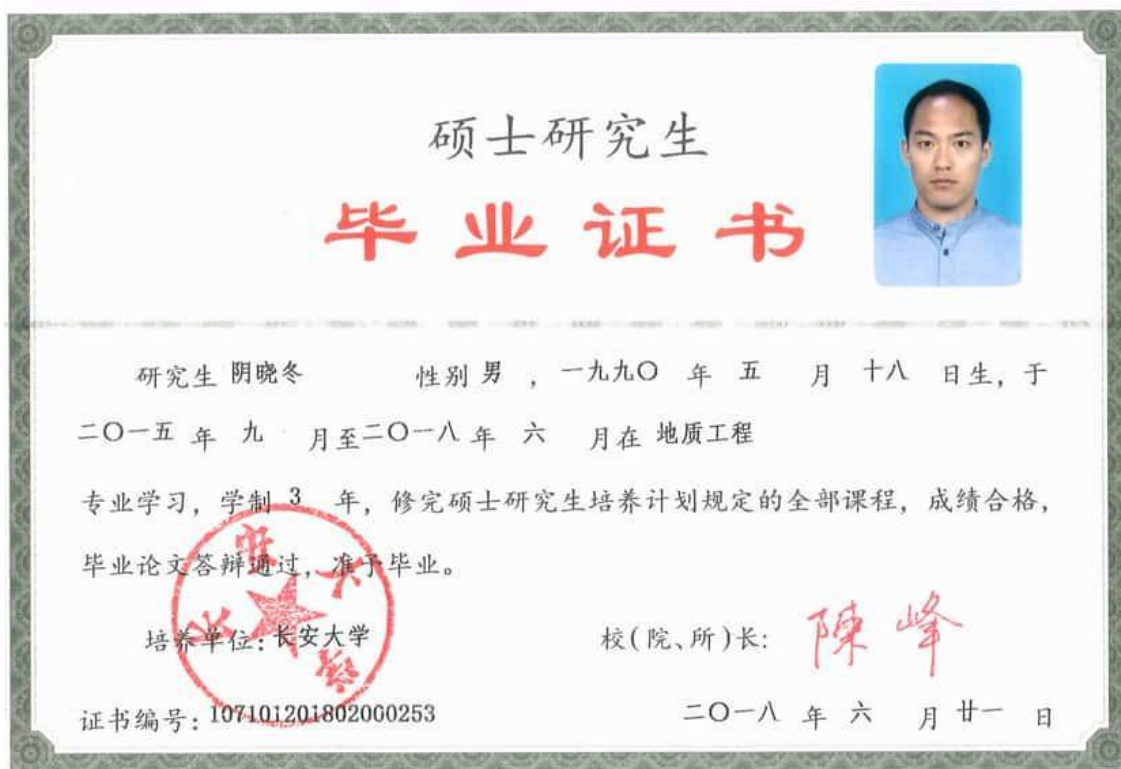 硕士研究生
毕业证书
研究生 阴晓冬 性别 男 ，一九九〇 年 五 月 十八 日生，于
二〇一五 年 九 月至二〇一八 年 六 月在 地质工程
专业学习，学制 3 年，修完硕士研究生培养计划规定的全部课程，成绩合格，
毕业论文答辩通过，准予毕业。
长安大学
培养单位：长安大学 校(院、所)长: 陳峰
证书编号：107101201802000253 二〇一八 年 六 月 廿一 日